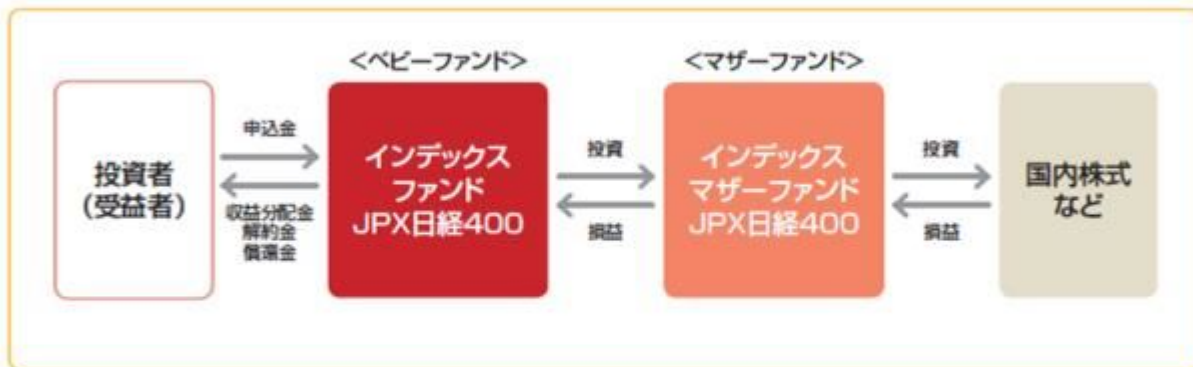 <ベビーファンド>
<マザーファンド>
投資者
(受益者)
申込金
収益分配金
解約金
償還金
インデックス
ファンド
JPX日経400
投資
損益
インデックス
マザーファンド
JPX日経400
投資
損益
国内株式
など